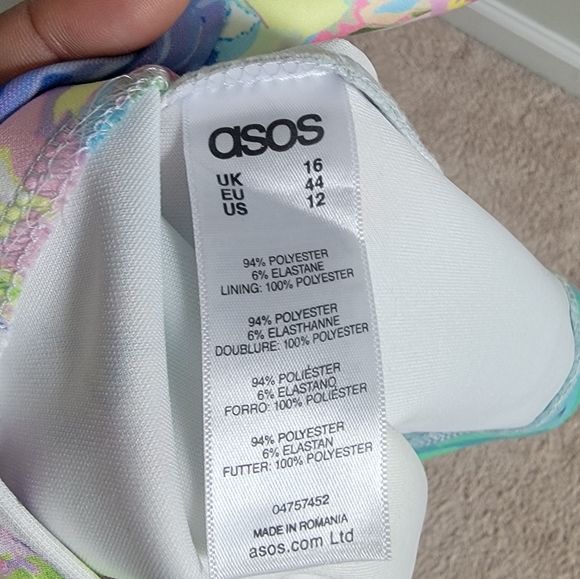 asos
UK 16
EU 44
US 12
94% POLYESTER
6% ELASTANE
LINING: 100% POLYESTER
94% POLYESTER
6% ELASTHANNE
DOUBLURE: 100% POLYESTER
94% POLIÉSTER
6% ELASTANO
FORRO: 100% POLIÉSTER
94% POLYESTER
6% ELASTAN
FUTTER: 100% POLYESTER
04757452
MADE IN ROMANIA
asos.com Ltd